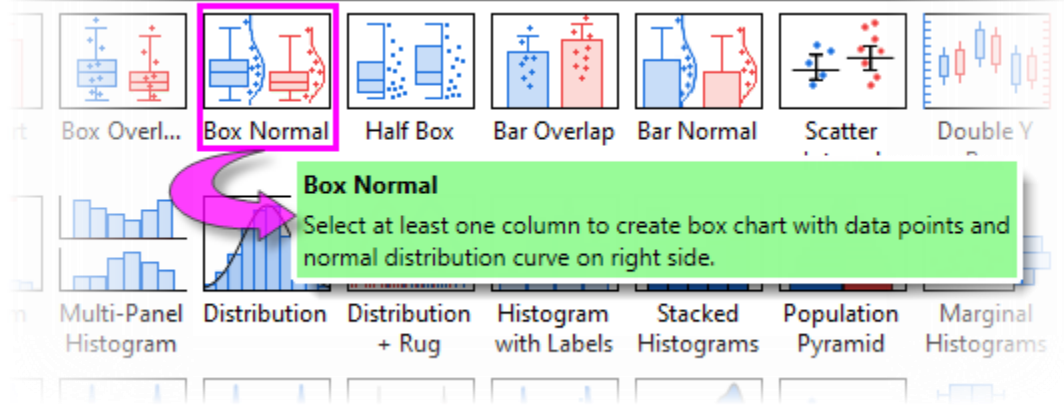 Box Overl... Box Normal Half Box Bar Overlap Bar Normal Scatter Double Y
Box Normal
Select at least one column to create box chart with data points and
normal distribution curve on right side.
Multi-Panel Distribution Distribution Histogram Stacked Population Marginal
Histogram + Rug with Labels Histograms Pyramid Histograms